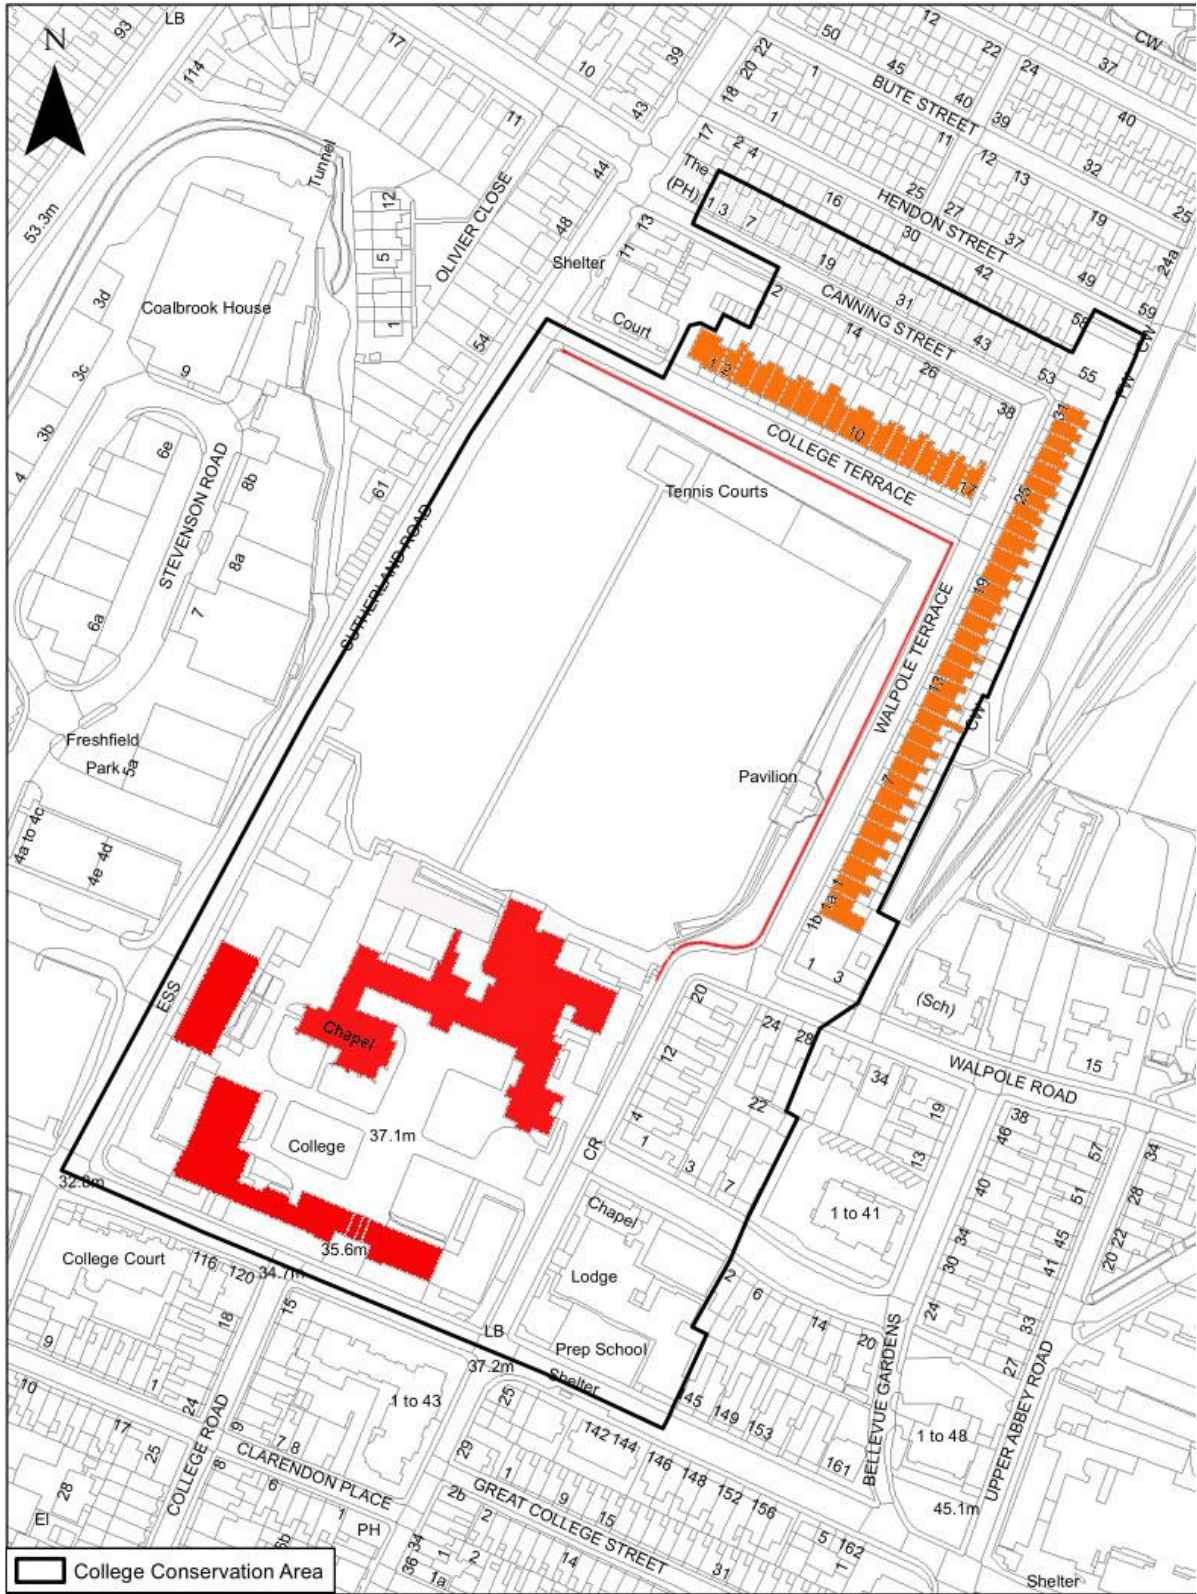 N
93
LB
114
17
10
39
43
11
22
20
18
50
1
1
12
45
BUTE STREET
40
22
39
24
37
CW
40
32
12
13
19
25
11
25
27
37
49
24a
59
17
2
4
The
(PH)
1
3
7
16
HENDON STREET
30
42
58
CW
FW
19
CANNING STREET
31
43
53
55
53.3m
Tunnel
12
5
1
OLIVIER CLOSE
44
48
54
Shelter
11
13
Court
2
14
26
38
Coalbrook House
9
3d
3c
3b
4
6e
STEVENSON ROAD
8b
8a
7
6a
61
SUTHERLAND ROAD
1
2
10
17
COLLEGE TERRACE
31
25
19
13
7
1
1a
1b
Tennis Courts
WALPOLE TERRACE
CW
Pavilion
Freshfield
Park
5a
4a to 4c
4e
4d
ESS
Chapel
College
37.1m
1
3
(Sch)
20
12
4
24
28
22
1
3
7
WALPOLE ROAD
15
34
19
13
38
46
40
34
30
24
57
51
45
41
33
27
34
28
22
20
CR
1 to 41
Chapel
Lodge
Prep School
32.8m
35.6m
34.7m
College Court
116
120
18
15
LB
37.2m
Shelter
2
6
14
20
BELLEVUE GARDENS
UPPER ABBEY ROAD
9
1
24
10
17
25
28
COLLEGE ROAD
9
7
8
8
6
1
CLARENDON PLACE
PH
6b
El
1 to 43
25
29
1
9
15
31
GREAT COLLEGE STREET
2b
2
34
36
1
1a
2
14
142
144
146
148
152
156
45
149
153
161
5
162
1
1 to 48
45.1m
Shelter
College Conservation Area